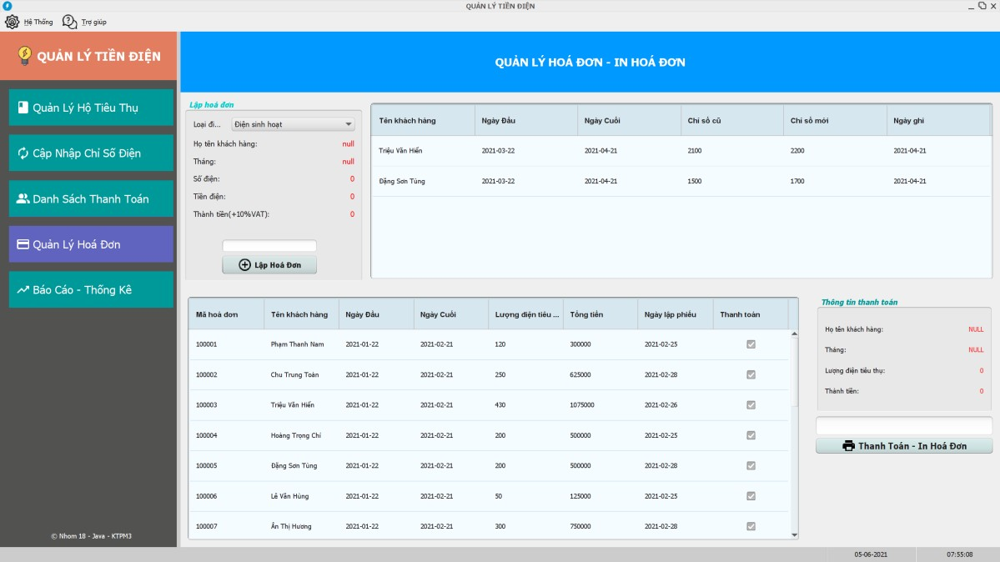 QUẢN LÝ TIỀN ĐIỆN
Hệ Thống Trợ giúp
QUẢN LÝ TIỀN ĐIỆN
QUẢN LÝ HOÁ ĐƠN - IN HOÁ ĐƠN
Quản Lý Hộ Tiêu Thụ
Cập Nhập Chỉ Số Điện
Danh Sách Thanh Toán
Quản Lý Hoá Đơn
Báo Cáo - Thống Kê
© Nhom 18 - Java - KTPM3
Lập hoá đơn
Loại đi... Điện sinh hoạt
Họ tên khách hàng: null
Tháng: null
Số điện: 0
Tiền điện: 0
Thành tiền(+10%VAT): 0
Lập Hoá Đơn
Tên khách hàng Ngày Đầu Ngày Cuối Chỉ số cũ Chỉ số mới Ngày ghi
Triệu Văn Hiến 2021-03-22 2021-04-21 2100 2200 2021-04-21
Đặng Sơn Tùng 2021-03-22 2021-04-21 1500 1700 2021-04-21
Mã hoá đơn Tên khách hàng Ngày Đầu Ngày Cuối Lượng điện tiêu ... Tổng tiền Ngày lập phiếu Thanh toán
100001 Phạm Thanh Nam 2021-01-22 2021-02-21 120 300000 2021-02-25
100002 Chu Trung Toàn 2021-01-22 2021-02-21 250 625000 2021-02-28
100003 Triệu Văn Hiến 2021-01-22 2021-02-21 430 1075000 2021-02-26
100004 Hoàng Trọng Chí 2021-01-22 2021-02-21 200 500000 2021-02-25
100005 Đặng Sơn Tùng 2021-01-22 2021-02-21 200 500000 2021-02-28
100006 Lê Văn Hùng 2021-01-22 2021-02-21 50 125000 2021-02-25
100007 Ân Thị Hương 2021-01-22 2021-02-21 300 750000 2021-02-28
Thông tin thanh toán
Họ tên khách hàng: NULL
Tháng: NULL
Lượng điện tiêu thụ: 0
Thành tiền: 0
Thanh Toán - In Hoá Đơn
05-06-2021 07:55:08